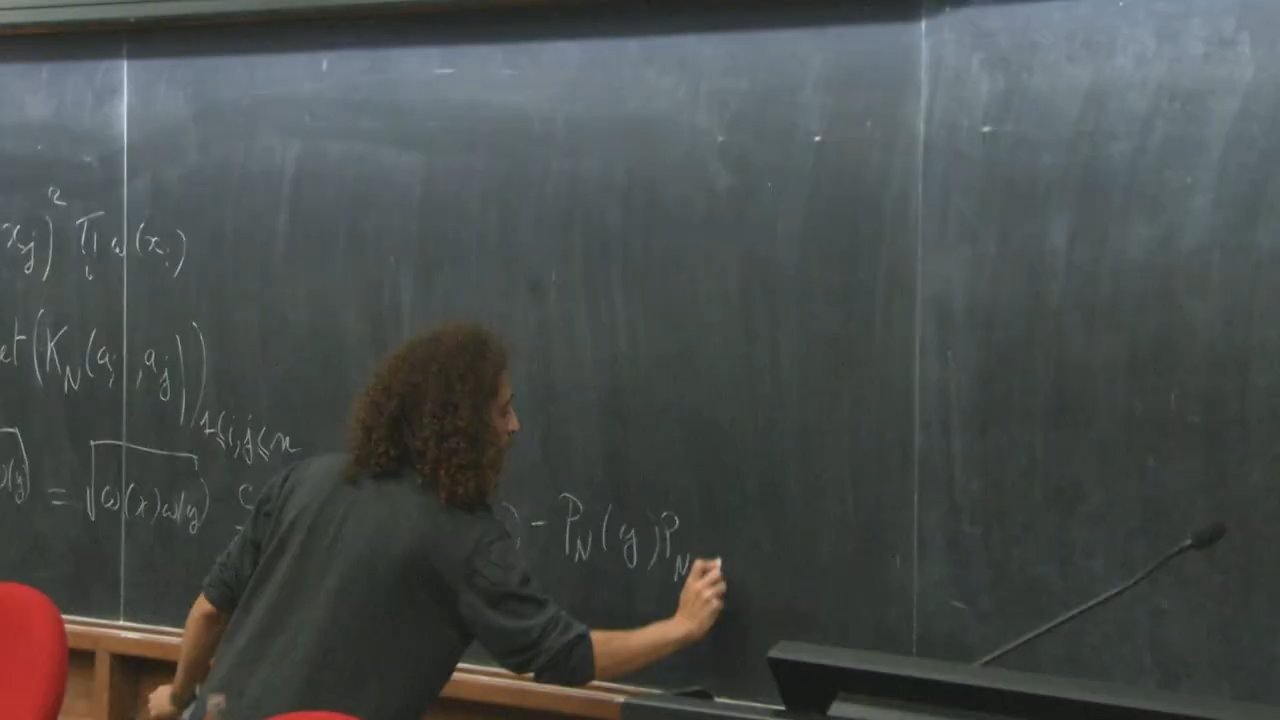 x_j)^2 ∏_i ω(x_i)
et(K_N(a_i, a_j))_{1≤i,j≤n}
ω(y) = √ω(x)ω(y) c - P_N(y)P_N